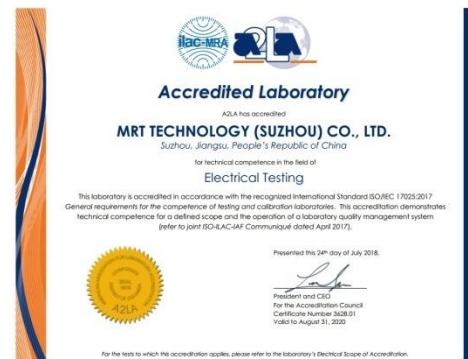 ilac-MRA
A2LA
Accredited Laboratory
A2LA has accredited
MRT TECHNOLOGY (SUZHOU) CO., LTD.
Suzhou, Jiangsu, People's Republic of China
for technical competence in the field of
Electrical Testing
This laboratory is accredited in accordance with the recognized International Standard ISO/IEC 17025:2017
General requirements for the competence of testing and calibration laboratories. This accreditation demonstrates
technical competence for a defined scope and the operation of a laboratory quality management system
(refer to joint ISO-ILAC-IAF Communiqué dated April 2017).
Presented this 24th day of July 2018.
President and CEO
For the Accreditation Council
Certificate Number 3628.01
Valid to August 31, 2020
CORPORATE
SEAL
1978
A2LA
For the tests to which this accreditation applies, please refer to the laboratory's Electrical Scope of Accreditation.